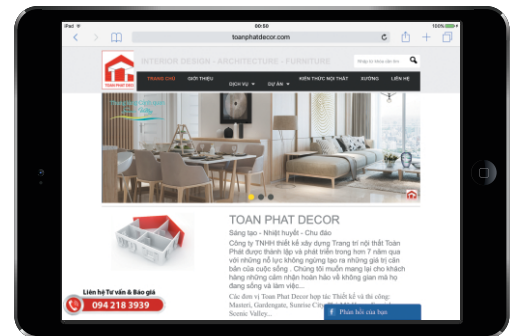 iPad
00:50
100%
toanphatdecor.com
INTERIOR DESIGN - ARCHITECTURE - FURNITURE
TOAN PHAT DECOR
TRANG CHỦ GIỚI THIỆU DỊCH VỤ DỰ ÁN KIẾN THỨC NỘI THẤT XƯỞNG LIÊN HỆ
TOAN PHAT DECOR
Sáng tạo - Nhiệt huyết - Chu đáo
Công ty TNHH thiết kế xây dựng Trang trí nội thất Toàn
Phát được thành lập và phát triển trong hơn 7 năm qua
với những nỗ lực không ngừng tạo ra những giá trị căn
bản của cuộc sống . Chúng tôi muốn mang lại cho khách
hàng những cảm nhận hoàn hảo về không gian mà họ
đang sống và làm việc...
Các đơn vị Toan Phat Decor hợp tác Thiết kế và thi công:
Masteri, Gardengate, Sunrise City,
Scenic Valley...
Liên hệ Tư vấn & Báo giá
094 218 3939
Phản hồi của bạn